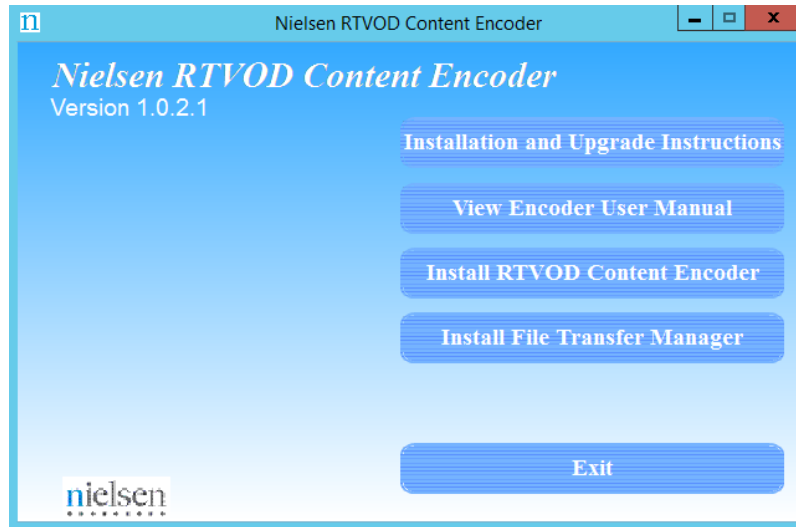 n
Nielsen RTVOD Content Encoder
x
Nielsen RTVOD Content Encoder
Version 1.0.2.1
Installation and Upgrade Instructions
View Encoder User Manual
Install RTVOD Content Encoder
Install File Transfer Manager
Exit
nielsen